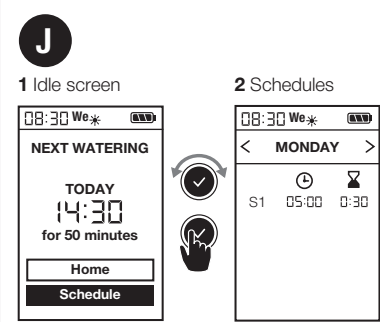 J
1 Idle screen
08:30 We
NEXT WATERING
TODAY
14:30
for 50 minutes
Home
Schedule
2 Schedules
08:30 We
< MONDAY >
S1 05:00 0:30